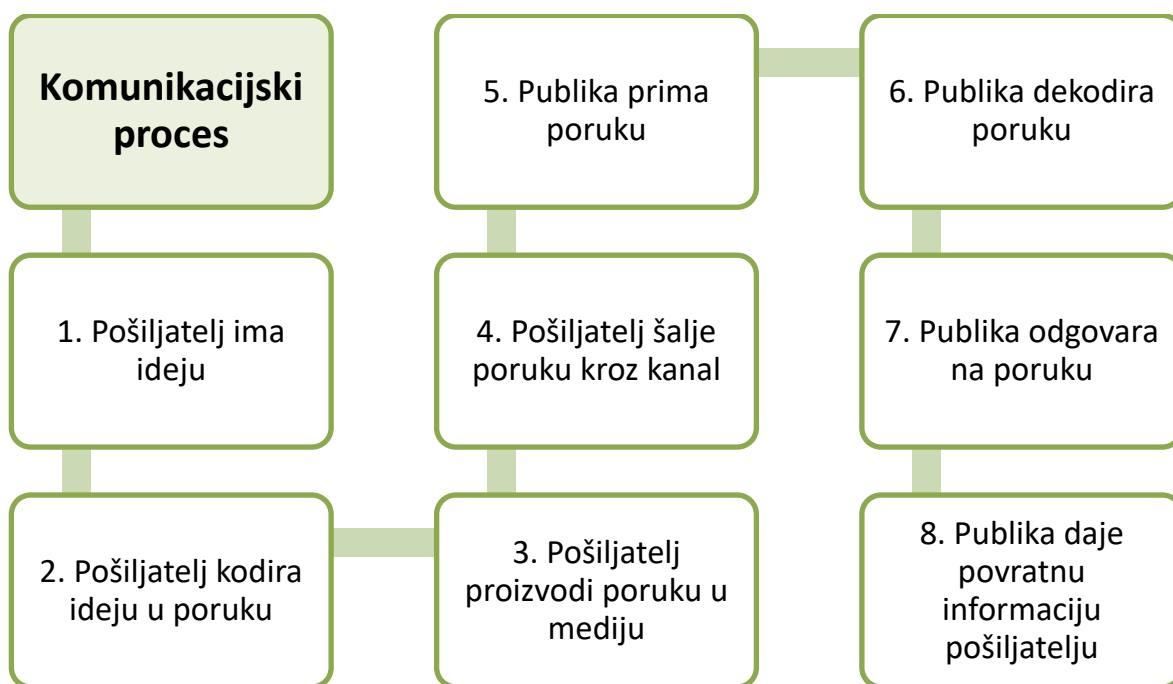 Komunikacijski
proces
1. Pošiljatelj ima
ideju
2. Pošiljatelj kodira
ideju u poruku
3. Pošiljatelj
proizvodi poruku u
mediju
4. Pošiljatelj šalje
poruku kroz kanal
5. Publika prima
poruku
6. Publika dekodira
poruku
7. Publika odgovara
na poruku
8. Publika daje
povratnu
informaciju
pošiljatelju